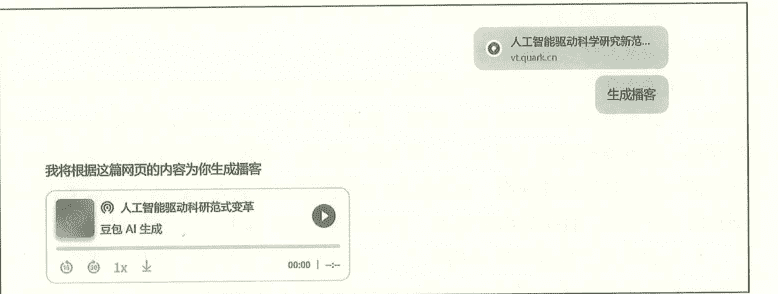 人工智能驱动科学研究新范...
vt.quark.cn
生成播客
我将根据这篇网页的内容为你生成播客
人工智能驱动科研范式变革
豆包 AI 生成
1x
00:00 | --:--